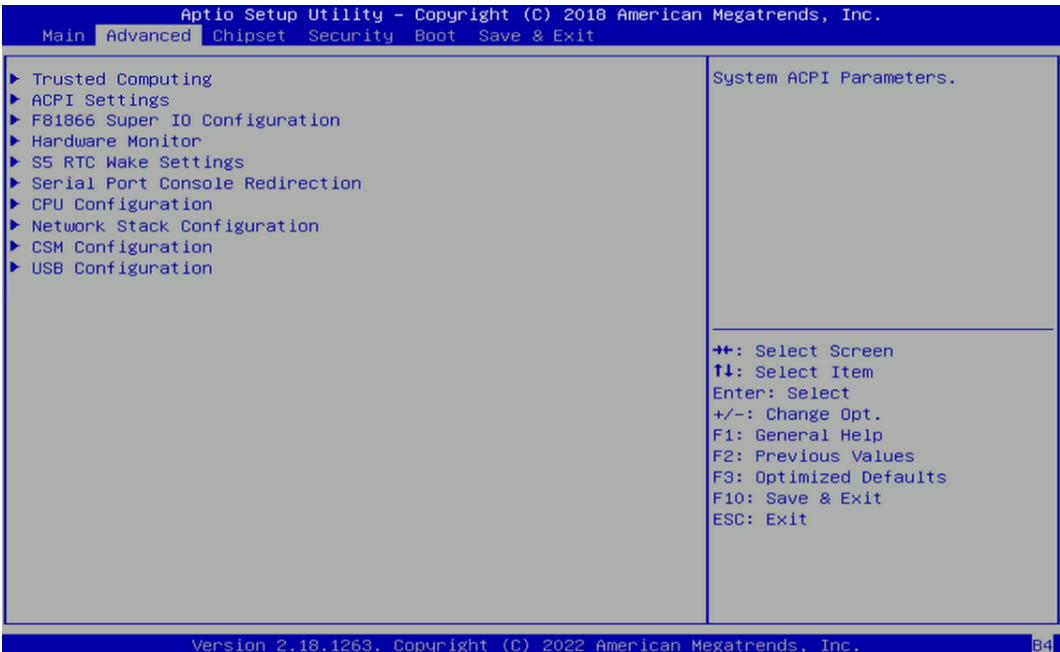 Aptio Setup Utility – Copyright (C) 2018 American Megatrends, Inc.
Main Advanced Chipset Security Boot Save & Exit
▶ Trusted Computing
▶ ACPI Settings
▶ F81866 Super IO Configuration
▶ Hardware Monitor
▶ S5 RTC Wake Settings
▶ Serial Port Console Redirection
▶ CPU Configuration
▶ Network Stack Configuration
▶ CSM Configuration
▶ USB Configuration
System ACPI Parameters.
→←: Select Screen
↑↓: Select Item
Enter: Select
+/-: Change Opt.
F1: General Help
F2: Previous Values
F3: Optimized Defaults
F10: Save & Exit
ESC: Exit
Version 2.18.1263. Copyright (C) 2022 American Megatrends, Inc.
B4